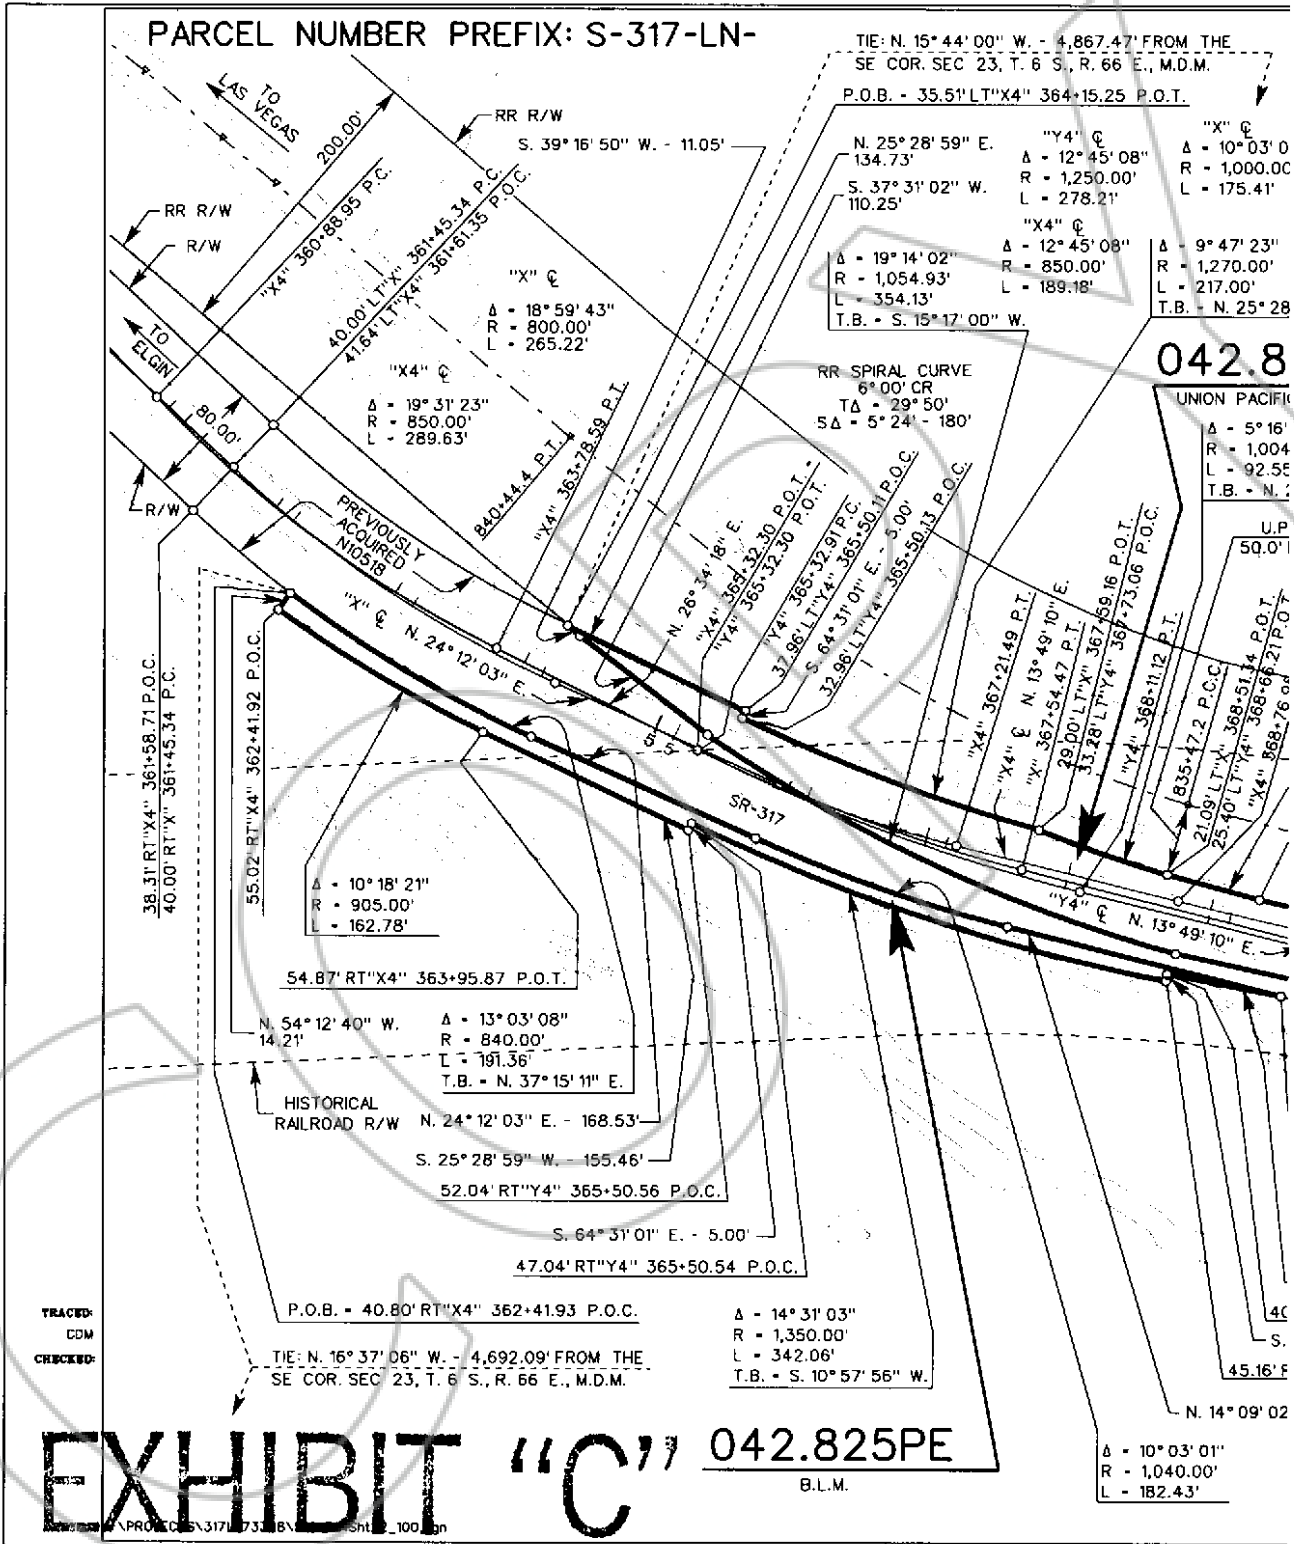 PARCEL NUMBER PREFIX: S-317-LN-
TIE: N. 15° 44' 00" W. - 4,867.47' FROM THE
SE COR. SEC 23, T. 6 S., R. 66 E., M.D.M.
P.O.B. - 35.51' LT "X4" 364+15.25 P.O.T.
TO
LAS VEGAS
200.00'
RR R/W
S. 39° 16' 50" W. - 11.05'
N. 25° 28' 59" E.
134.73'
S. 37° 31' 02" W.
110.25'
"Y4" ℄
Δ = 12° 45' 08"
R = 1,250.00'
L = 278.21'
"X" ℄
Δ = 10° 03' 0
R = 1,000.00
L = 175.41'
"X4" ℄
Δ = 12° 45' 08"
R = 850.00'
L = 189.18'
Δ = 19° 14' 02"
R = 1,054.93'
L = 354.13'
T.B. = S. 15° 17' 00" W.
Δ = 9° 47' 23"
R = 1,270.00'
L = 217.00'
T.B. = N. 25° 28
RR R/W
R/W
"X4" 360+88.95 P.C.
40.00' LT "X" 361+45.34 P.C.
41.64' LT "X4" 361+61.35 P.O.C.
"X" ℄
Δ = 18° 59' 43"
R = 800.00'
L = 265.22'
TO
ELGIN
"X4" ℄
Δ = 19° 31' 23"
R = 850.00'
L = 289.63'
80.00'
RR SPIRAL CURVE
6° 00' CR
TΔ = 29° 50'
SΔ = 5° 24' - 180'
042.8
UNION PACIFI
Δ = 5° 16'
R = 1,004
L = 92.55
T.B. = N. 2
U.P
50.0'
R/W
PREVIOUSLY
ACQUIRED
N10518
840+44.4 P.T.
"X4" 363+78.59 P.T.
N. 26° 34' 18" E.
"X4" 365+32.30 P.O.T. =
"Y4" 365+32.30 P.O.T.
"Y4" 365+32.91 P.C.
37.96' LT "Y4" 365+50.11 P.O.C.
S. 64° 31' 01" E. - 5.00'
32.96' LT "Y4" 365+50.13 P.O.C.
"X4" 367+21.49 P.T.
"X4" ℄ N. 13° 49' 10" E.
"X" 367+54.47 P.T.
29.00' LT "X" 367+59.16 P.O.T.
33.28' LT "Y4" 367+73.06 P.O.C.
"Y4" 368+11.12 P.T.
835+47.2 P.C.C.
21.09' LT "X" 368+51.34 P.O.T.
25.40' LT "Y4" 368+66.21 P.O.T
"X4" 868+76.98
"X" ℄ N. 24° 12' 03" E.
5
5
SR-317
"Y4" ℄ N. 13° 49' 10" E.
38.31' RT "X4" 361+58.71 P.O.C.
40.00' RT "X" 361+45.34 P.C.
55.02' RT "X4" 362+41.92 P.O.C.
Δ = 10° 18' 21"
R = 905.00'
L = 162.78'
54.87' RT "X4" 363+95.87 P.O.T.
N. 54° 12' 40" W.
14.21'
Δ = 13° 03' 08"
R = 840.00'
L = 191.36'
T.B. = N. 37° 15' 11" E.
HISTORICAL
RAILROAD R/W
N. 24° 12' 03" E. - 168.53'
S. 25° 28' 59" W. - 155.46'
52.04' RT "Y4" 365+50.56 P.O.C.
S. 64° 31' 01" E. - 5.00'
47.04' RT "Y4" 365+50.54 P.O.C.
P.O.B. = 40.80' RT "X4" 362+41.93 P.O.C.
TIE: N. 16° 37' 06" W. - 4,692.09' FROM THE
SE COR. SEC 23, T. 6 S., R. 66 E., M.D.M.
Δ = 14° 31' 03"
R = 1,350.00'
L = 342.06'
T.B. = S. 10° 57' 56" W.
40
S.
45.16'
N. 14° 09' 02
Δ = 10° 03' 01"
R = 1,040.00'
L = 182.43'
TRACED:
CDM
CHECKED:
042.825PE
B.L.M.
EXHIBIT "C"